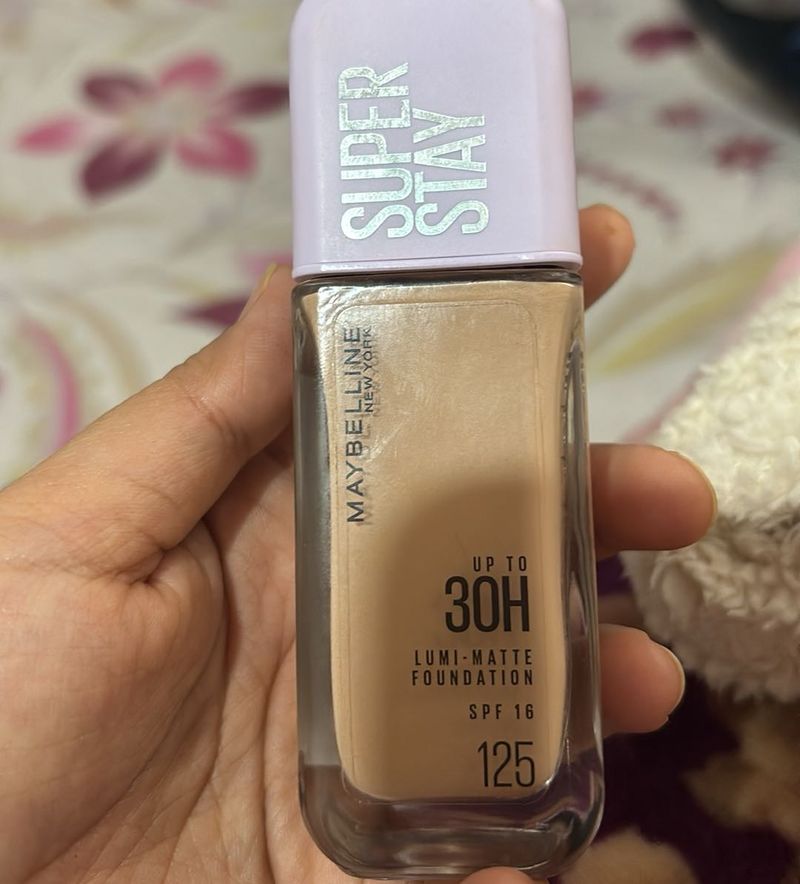 SUPER
STAY
MAYBELLINE
NEW YORK
UP TO
30H
LUMI-MATTE
FOUNDATION
SPF 16
125